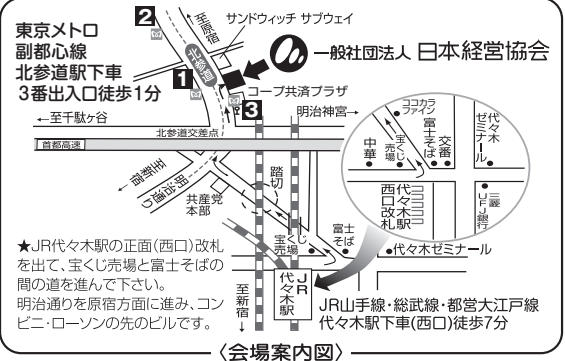 東京メトロ
副都心線
北参道駅下車
3番出入口徒歩1分
2
至原宿
サンドウィッチ サブウェイ
北参道
1
一般社団法人 日本経営協会
コープ共済プラザ
3
←至千駄ヶ谷
明治神宮→
北参道交差点
首都高速
至新宿
明治通り
共産党
本部
踏切
ココカラ
ファイン
中華
宝くじ
売場
富士そば
交番
代々木
ゼミナール
代々木駅
西口改札
三菱
UFJ銀行
宝くじ
売場
富士
そば
代々木ゼミナール
★JR代々木駅の正面(西口)改札
を出て、宝くじ売場と富士そばの
間の道を進んで下さい。
明治通りを原宿方面に進み、コン
ビニ・ローソンの先のビルです。
至新宿↓
JR
代々木駅
JR山手線・総武線・都営大江戸線
代々木駅下車(西口)徒歩7分
〈会場案内図〉